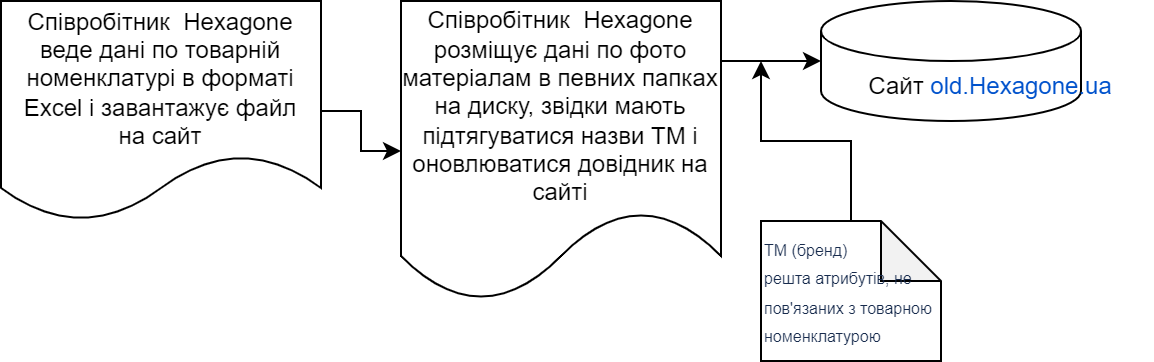 Співробітник Hexagone
веде дані по товарній
номенклатурі в форматі
Excel і завантажує файл
на сайт
Співробітник Hexagone
розміщує дані по фото
матеріалам в певних папках
на диску, звідки мають
підтягуватися назви ТМ і
оновлюватися довідник на
сайті
Сайт old.Hexagone.ua
ТМ (бренд)
решта атрибутів, не
пов'язаних з товарною
номенклатурою